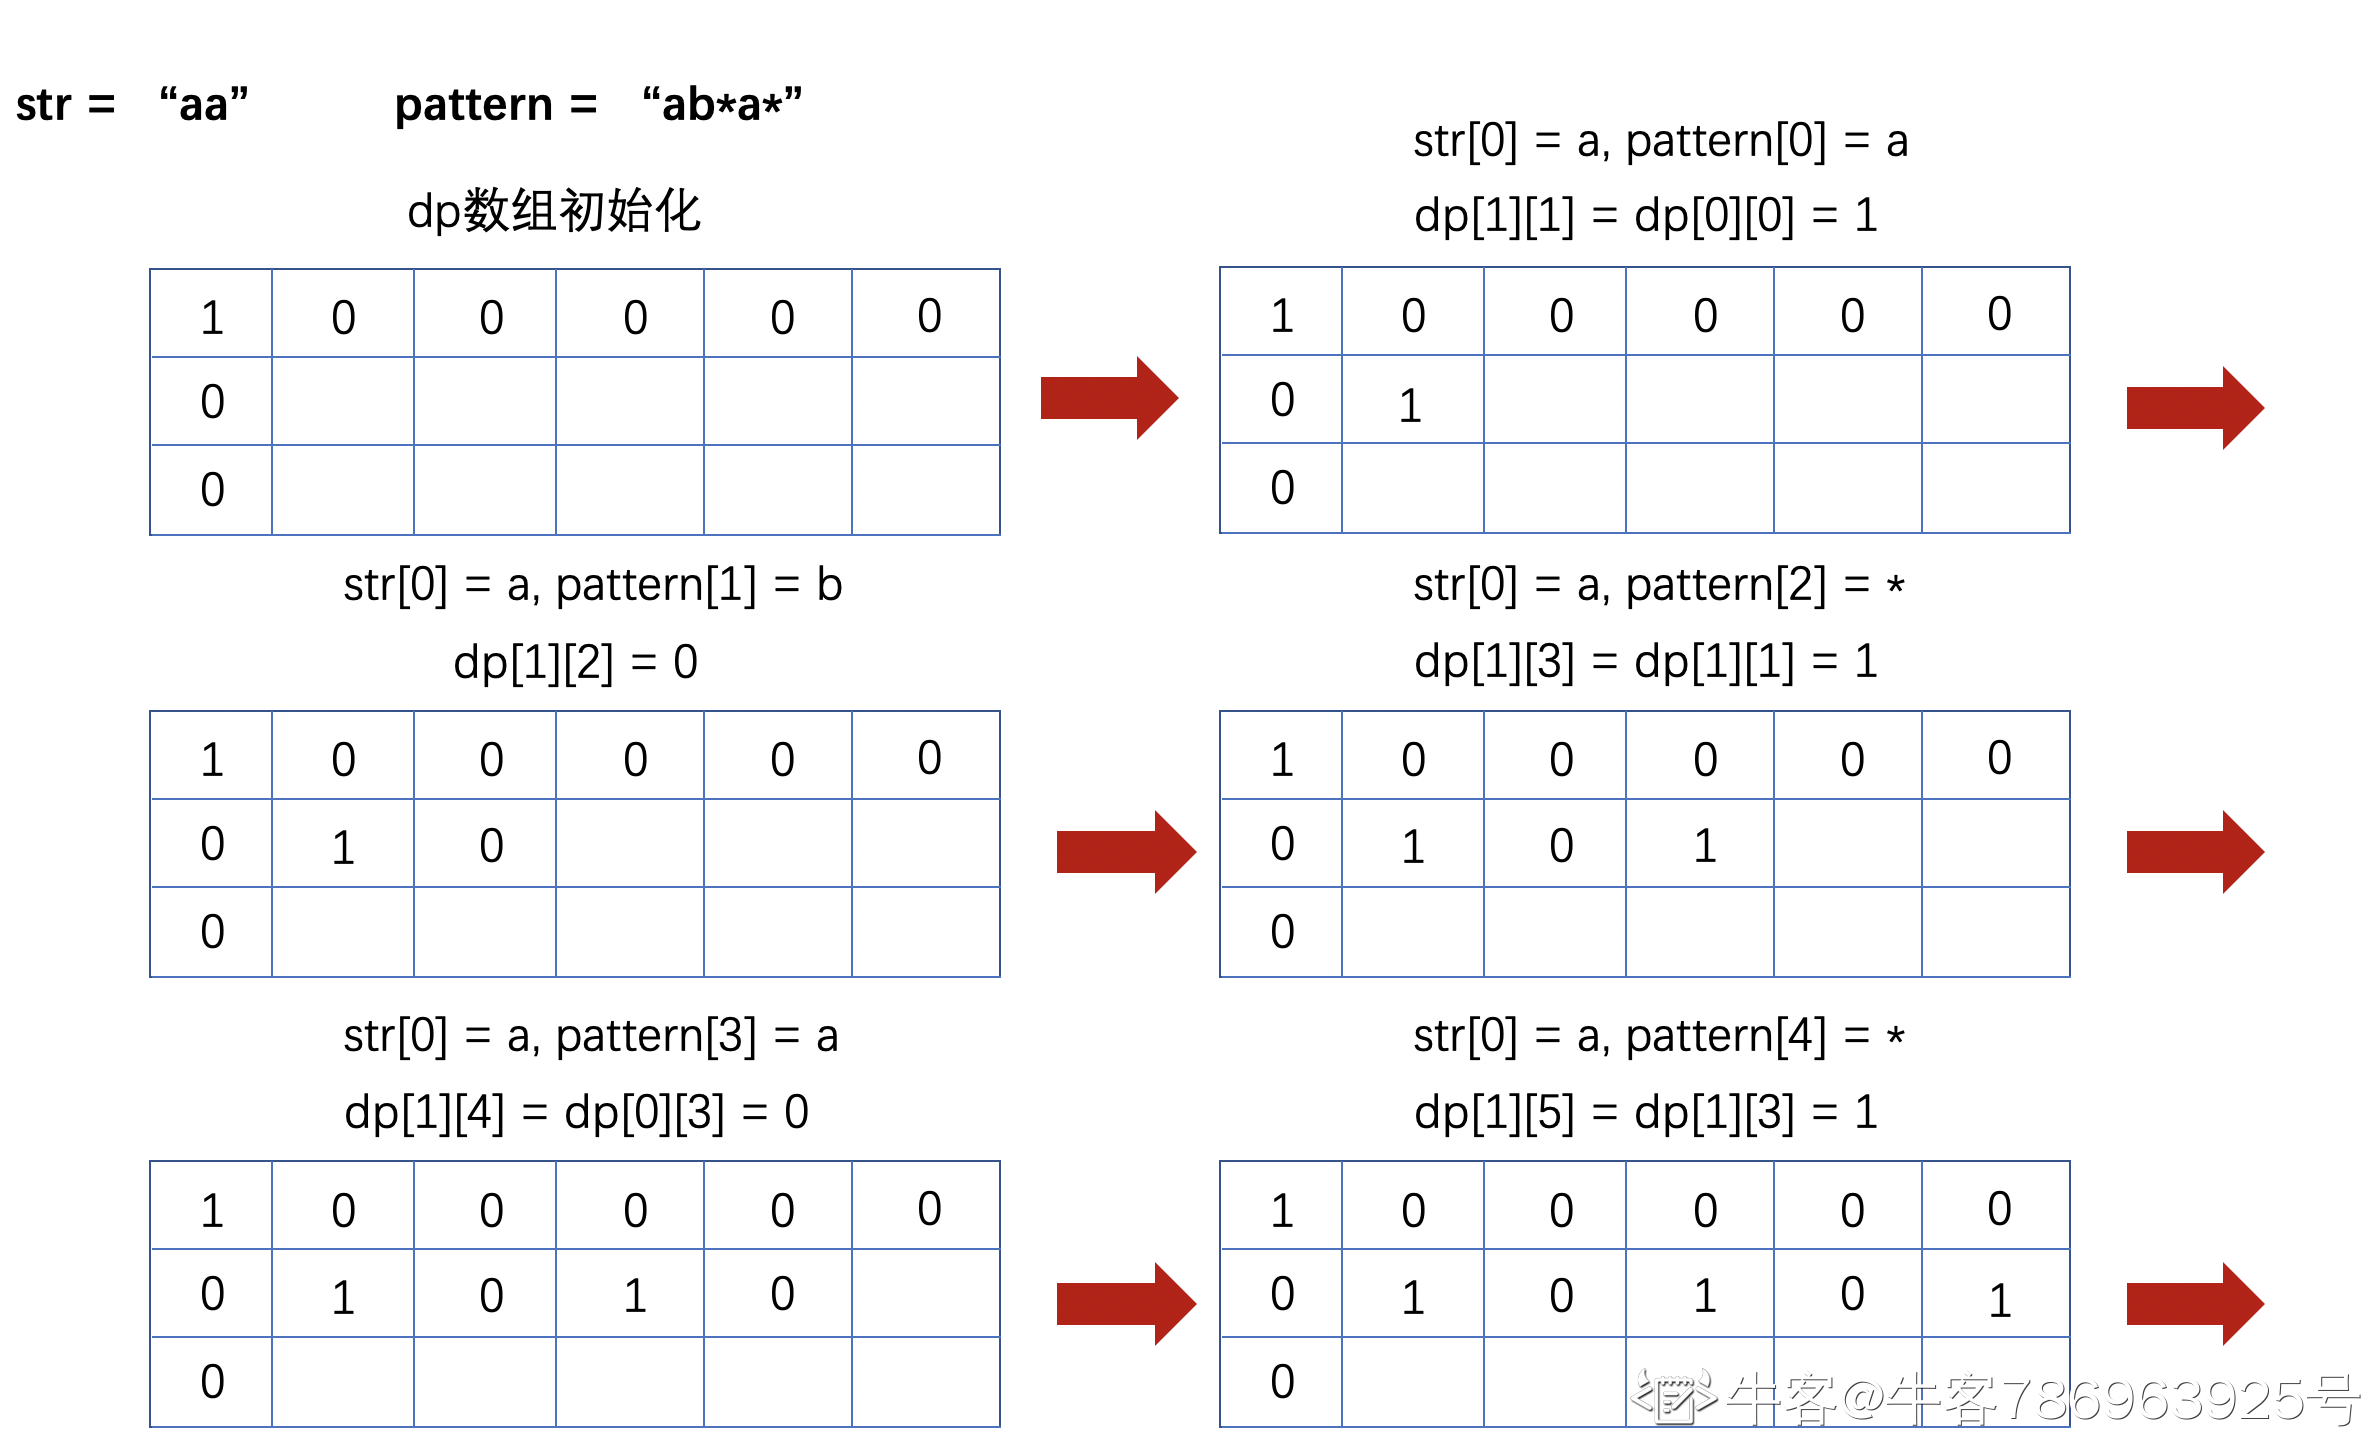 str = “aa” pattern = “ab*a*”
dp数组初始化
1 0 0 0 0 0
0
0
str[0] = a, pattern[0] = a
dp[1][1] = dp[0][0] = 1
1 0 0 0 0 0
0 1
0
str[0] = a, pattern[1] = b
dp[1][2] = 0
1 0 0 0 0 0
0 1 0
0
str[0] = a, pattern[2] = *
dp[1][3] = dp[1][1] = 1
1 0 0 0 0 0
0 1 0 1
0
str[0] = a, pattern[3] = a
dp[1][4] = dp[0][3] = 0
1 0 0 0 0 0
0 1 0 1 0
0
str[0] = a, pattern[4] = *
dp[1][5] = dp[1][3] = 1
1 0 0 0 0 0
0 1 0 1 0 1
0
牛客@牛客786963925号